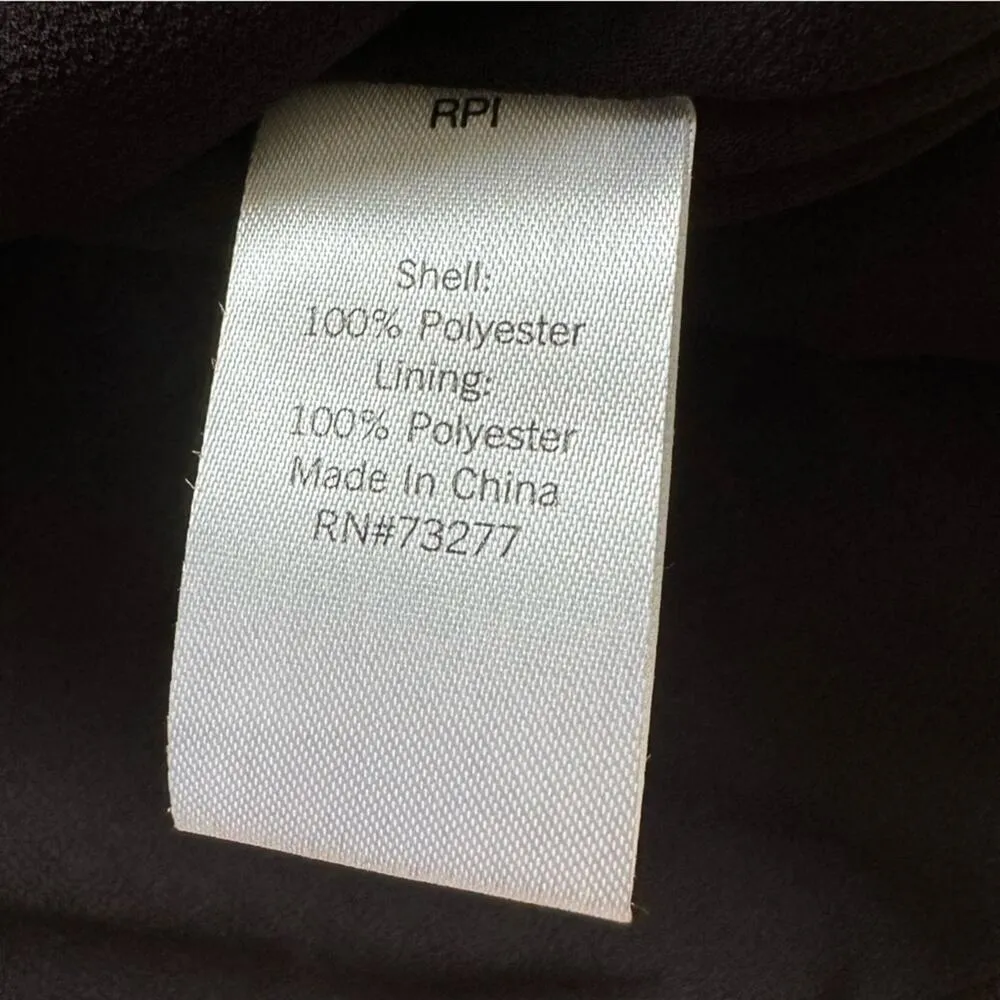 RPI
Shell:
100% Polyester
Lining:
100% Polyester
Made In China
RN#73277